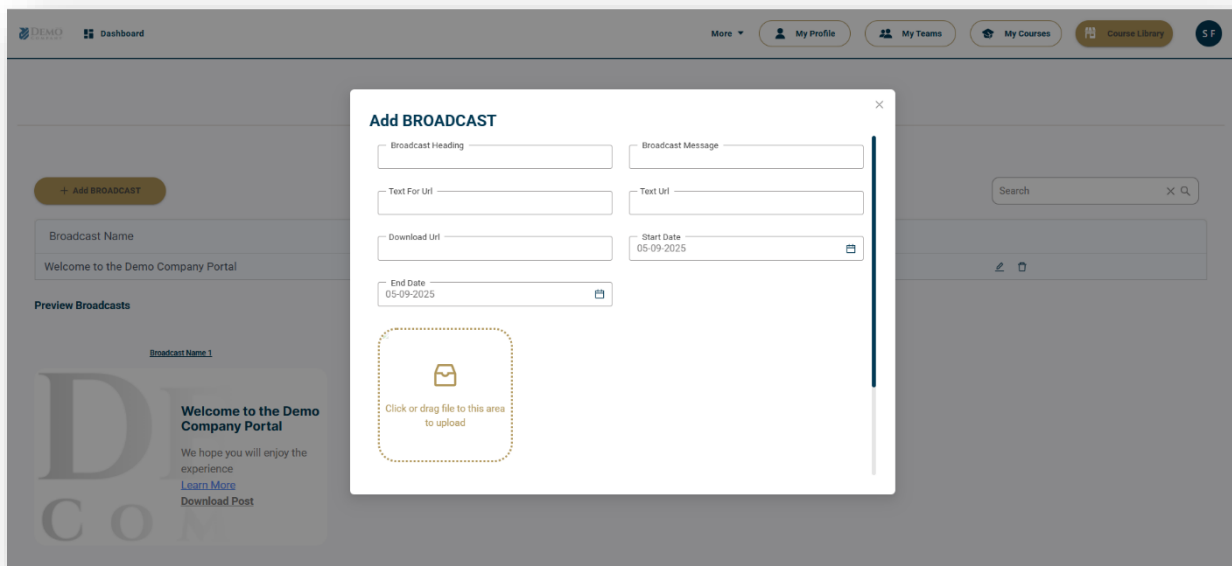 DEMO
COMPANY
Dashboard
More
My Profile
My Teams
My Courses
Course Library
S F
Add BROADCAST
Broadcast Heading
Broadcast Message
Text For Url
Text Url
Download Url
Start Date
05-09-2025
End Date
05-09-2025
Click or drag file to this area
to upload
+ Add BROADCAST
Search
Broadcast Name
Welcome to the Demo Company Portal
Preview Broadcasts
Broadcast Name 1
DE
COM
Welcome to the Demo
Company Portal
We hope you will enjoy the
experience
Learn More
Download Post